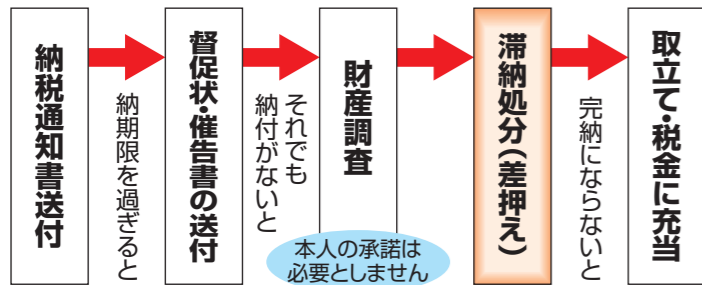 納税通知書送付
納期限を過ぎると
督促状・催告書の送付
それでも
納付がないと
財産調査
本人の承諾は
必要としません
滞納処分(差押え)
完納にならないと
取立て・税金に充当